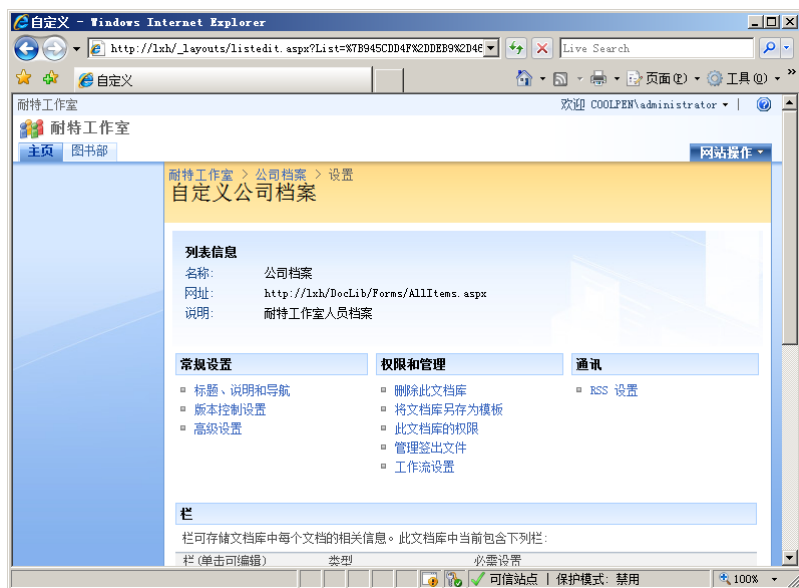 自定义 - Windows Internet Explorer
http://lxh/_layouts/listedit.aspx?List=%7B945CDD4F%2DDEB9%2D4E
Live Search
自定义
页面(P)
工具(O)
»
耐特工作室
欢迎 COOLPEN\administrator
耐特工作室
主页
图书部
网站操作
耐特工作室 > 公司档案 > 设置
自定义公司档案
列表信息
名称: 公司档案
网址: http://lxh/DocLib/Forms/AllItems.aspx
说明: 耐特工作室人员档案
常规设置
标题、说明和导航
版本控制设置
高级设置
权限和管理
删除此文档库
将文档库另存为模板
此文档库的权限
管理签出文件
工作流设置
通讯
RSS 设置
栏
栏可存储文档库中每个文档的相关信息。此文档库中当前包含下列栏:
栏(单击可编辑) 类型 必需设置
可信站点 | 保护模式: 禁用
100%